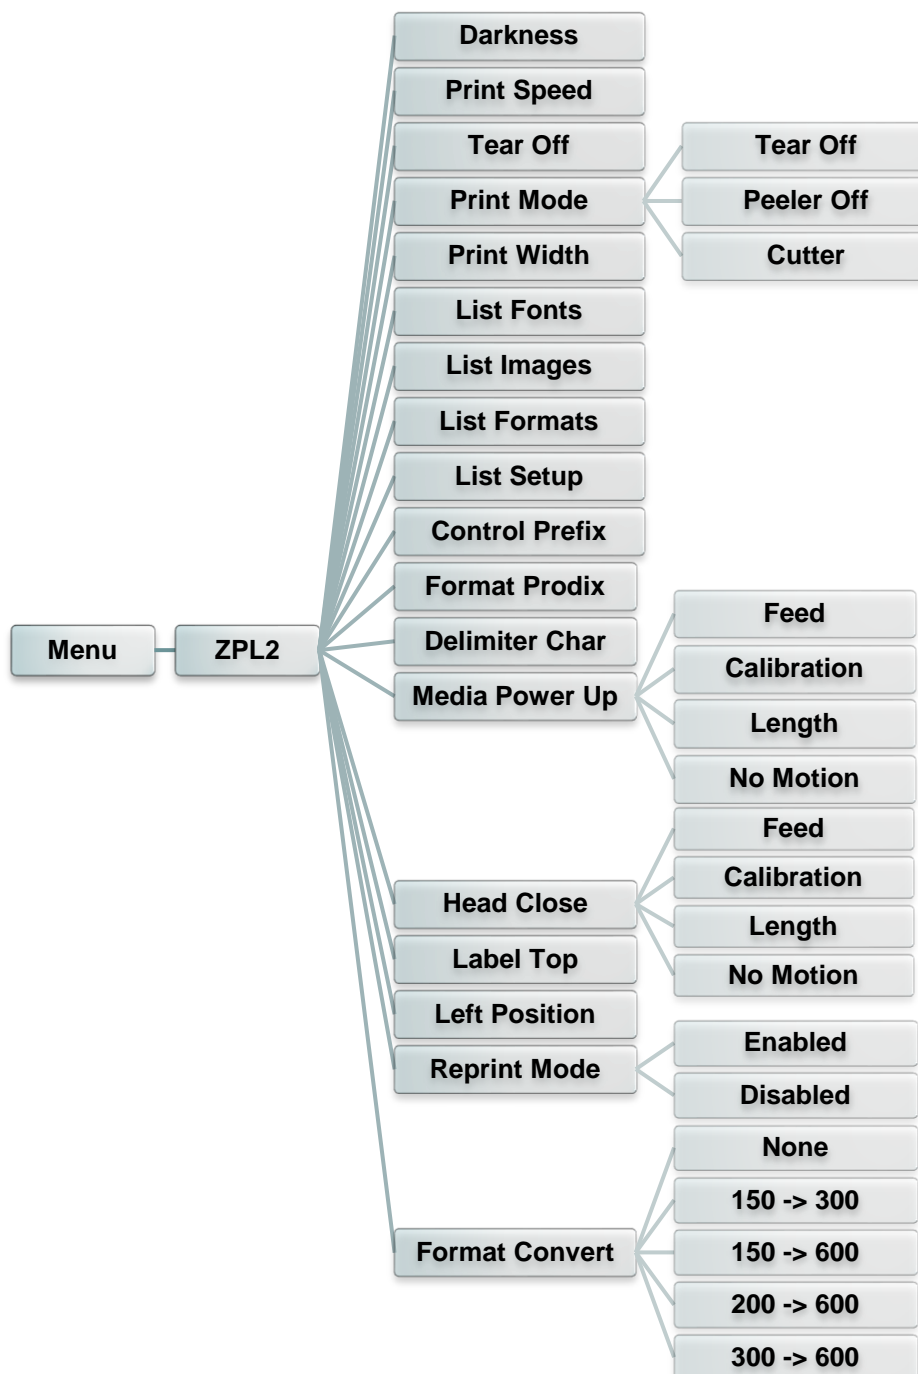 Menu
ZPL2
Darkness
Print Speed
Tear Off
Print Mode
Tear Off
Peeler Off
Cutter
Print Width
List Fonts
List Images
List Formats
List Setup
Control Prefix
Format Prodix
Delimiter Char
Media Power Up
Feed
Calibration
Length
No Motion
Head Close
Feed
Calibration
Length
No Motion
Label Top
Left Position
Reprint Mode
Enabled
Disabled
Format Convert
None
150 -> 300
150 -> 600
200 -> 600
300 -> 600